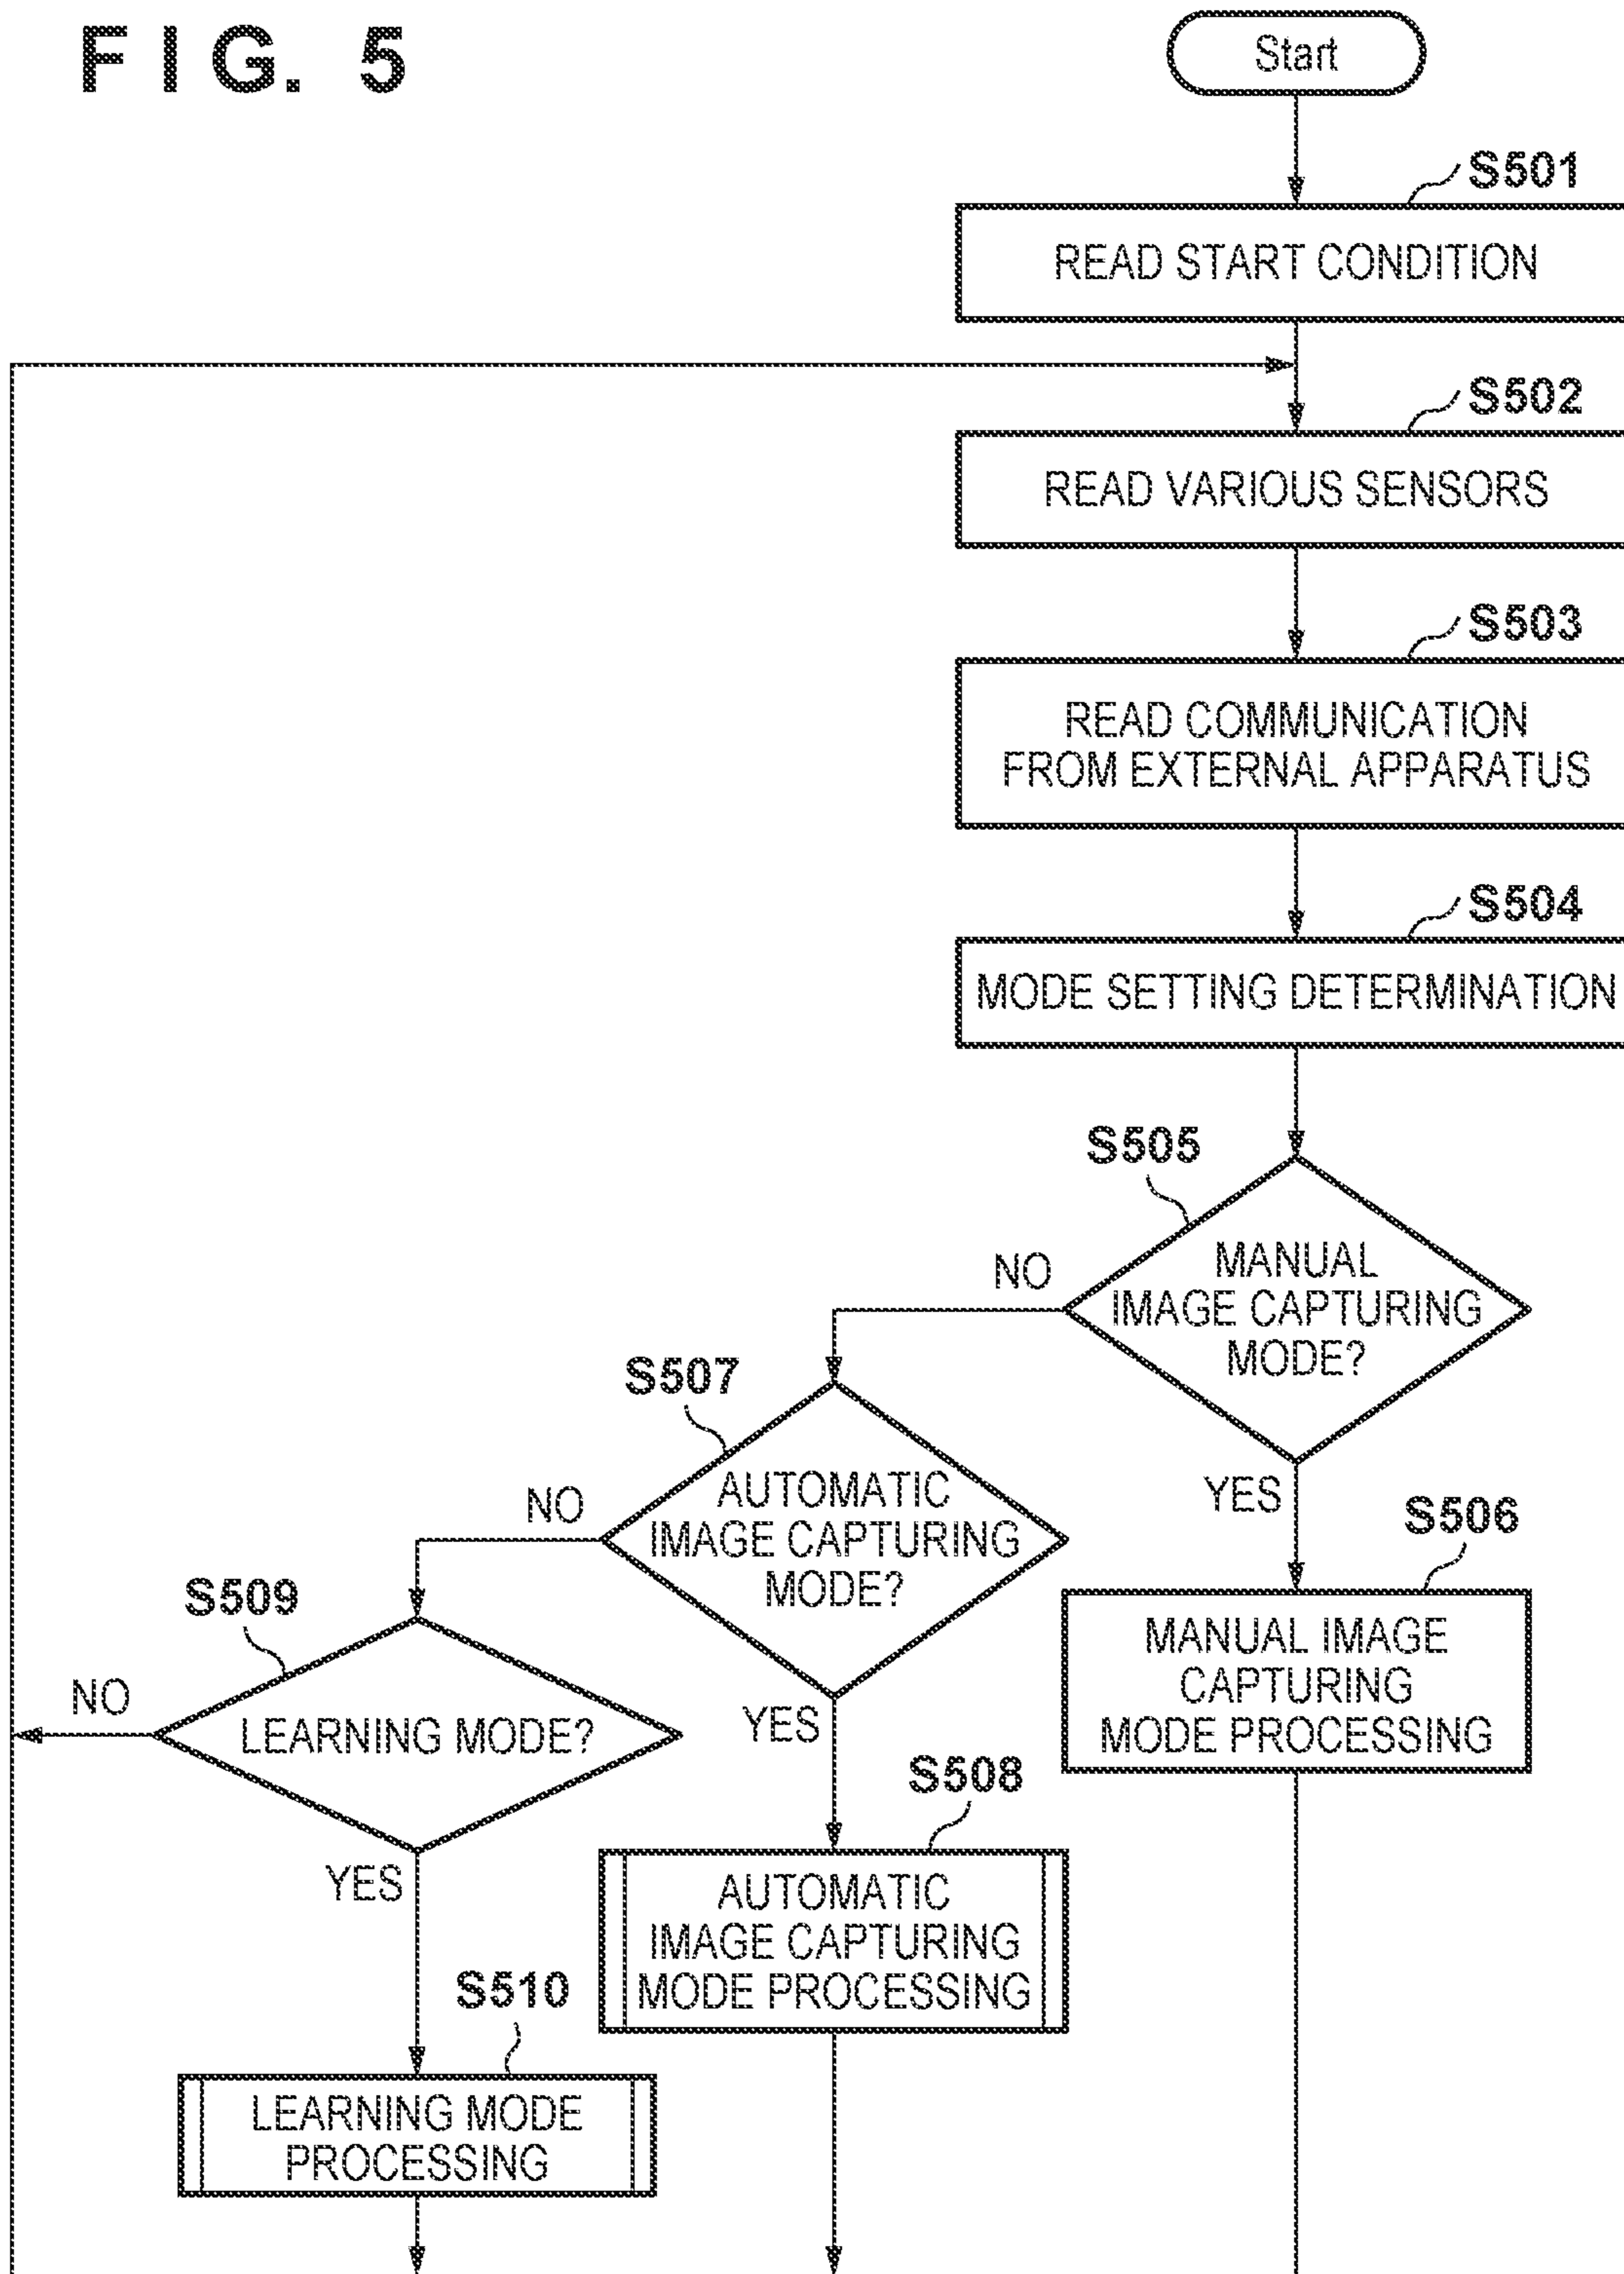 FIG. 5
Start
S501
READ START CONDITION
S502
READ VARIOUS SENSORS
S503
READ COMMUNICATION
FROM EXTERNAL APPARATUS
S504
MODE SETTING DETERMINATION
S505
NO
MANUAL
IMAGE CAPTURING
MODE?
YES
S506
MANUAL IMAGE
CAPTURING
MODE PROCESSING
S507
NO
AUTOMATIC
IMAGE CAPTURING
MODE?
YES
S508
AUTOMATIC
IMAGE CAPTURING
MODE PROCESSING
S509
NO
LEARNING MODE?
YES
S510
LEARNING MODE
PROCESSING